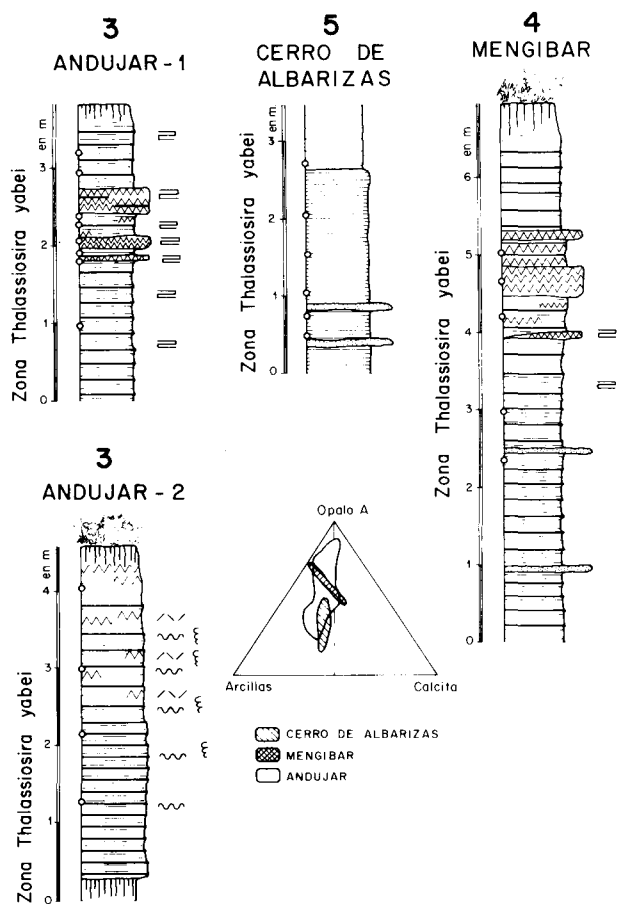 3
ANDUJAR - 1
en m
3
2
1
0
Zona Thalassiosira yabei
5
CERRO DE
ALBARIZAS
en m
3
2
1
0
Zona Thalassiosira yabei
4
MENGIBAR
en m
6
5
4
3
2
1
0
Zona Thalassiosira yabei
3
ANDUJAR - 2
en m
4
3
2
1
0
Zona Thalassiosira yabei
Opalo A
Arcillas
Calcita
CERRO DE ALBARIZAS
MENGIBAR
ANDUJAR